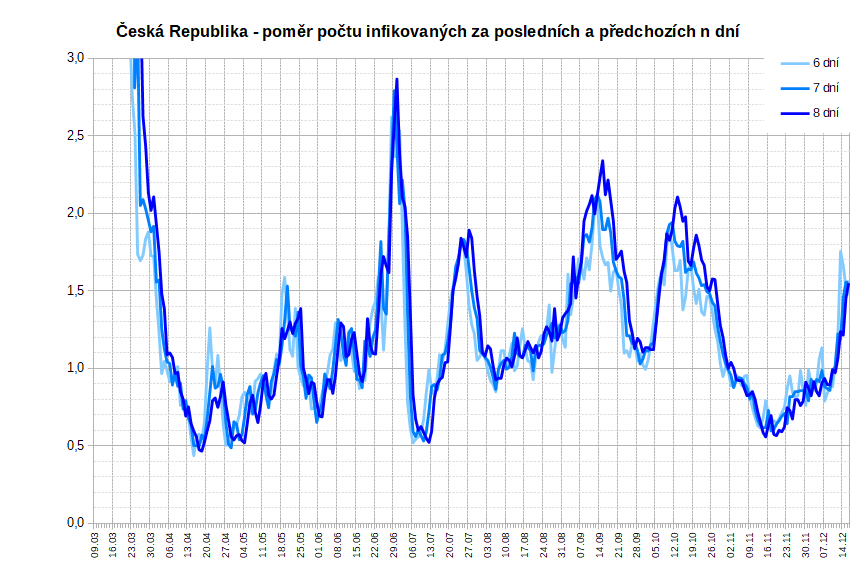 Česká Republika - poměr počtu infikovaných za posledních a předchozích n dní
6 dní
7 dní
8 dní
3,0
2,5
2,0
1,5
1,0
0,5
0,0
09.03 16.03 23.03 30.03 06.04 13.04 20.04 27.04 04.05 11.05 18.05 25.05 01.06 08.06 15.06 22.06 29.06 06.07 13.07 20.07 27.07 03.08 10.08 17.08 24.08 31.08 07.09 14.09 21.09 28.09 05.10 12.10 19.10 26.10 02.11 09.11 16.11 23.11 30.11 07.12 14.12